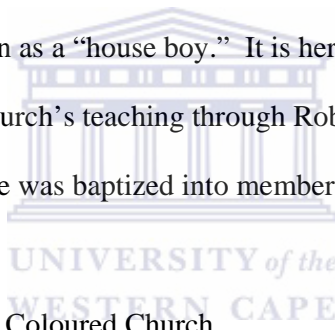 n as a “house boy.” It is her
urch’s teaching through Rob
e was baptized into member
UNIVERSITY of the
WESTERN CAPE
Coloured Church